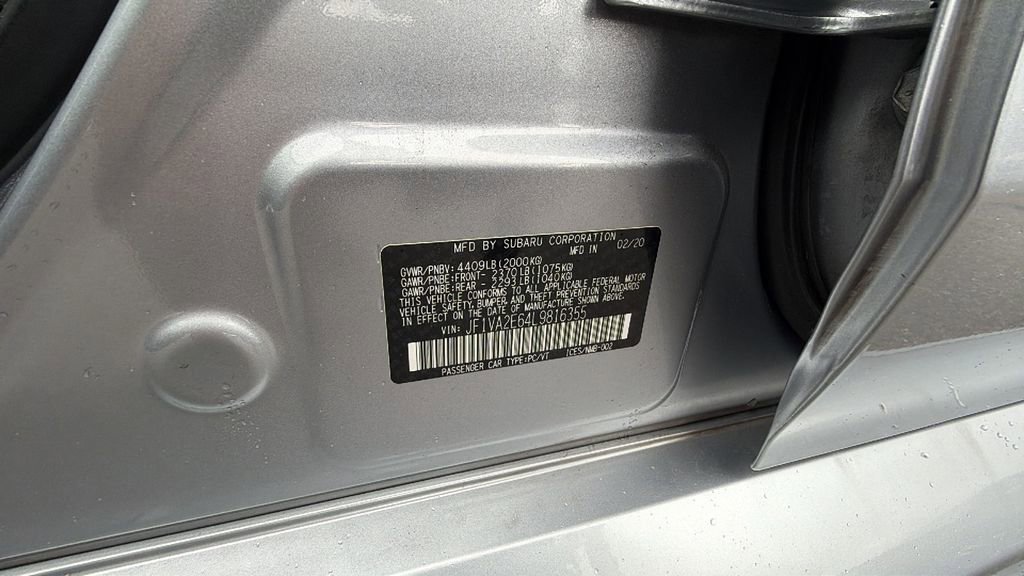 MFD BY SUBARU CORPORATION
MFD IN 02/20
GVWR/PNBV: 4409LB(2000KG)
GAWR/PNBE:FRONT- 2370LB(1075KG)
GAWR/PNBE:REAR - 2293LB(1040KG)
THIS VEHICLE CONFORMS TO ALL APPLICABLE FEDERAL MOTOR
VEHICLE SAFETY,BUMPER,AND THEFT PREVENTION STANDARDS
IN EFFECT ON THE DATE OF MANUFACTURE SHOWN ABOVE.
VIN: JF1VA2E64L9816355
PASSENGER CAR TYPE:PC/VT ICES/NMB-002